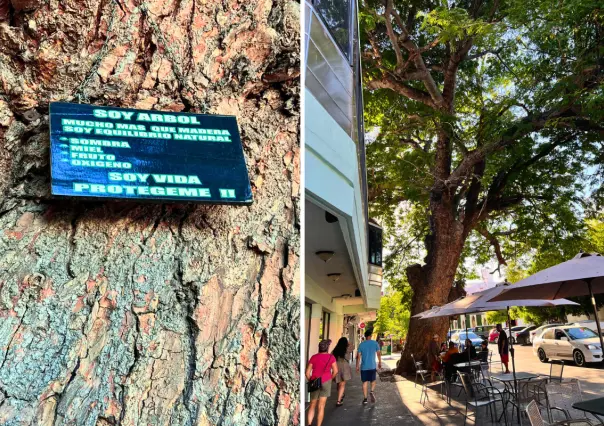 SOY ARBOL
MUCHO MAS QUE MADERA
SOY EQUILIBRIO NATURAL
- SOMBRA
- MIEL
- FRUTO
- OXIGENO
SOY VIDA
PROTEGEME !!